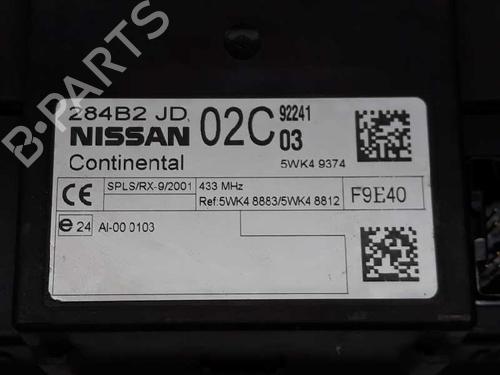 B-PARTS
284B2 JD, 02C 92241
NISSAN 03
Continental 5WK4 9374
CE SPLS/RX-9/2001 433 MHz F9E40
Ref:5WK4 8883/5WK4 8812
e 24 AI-00 0103